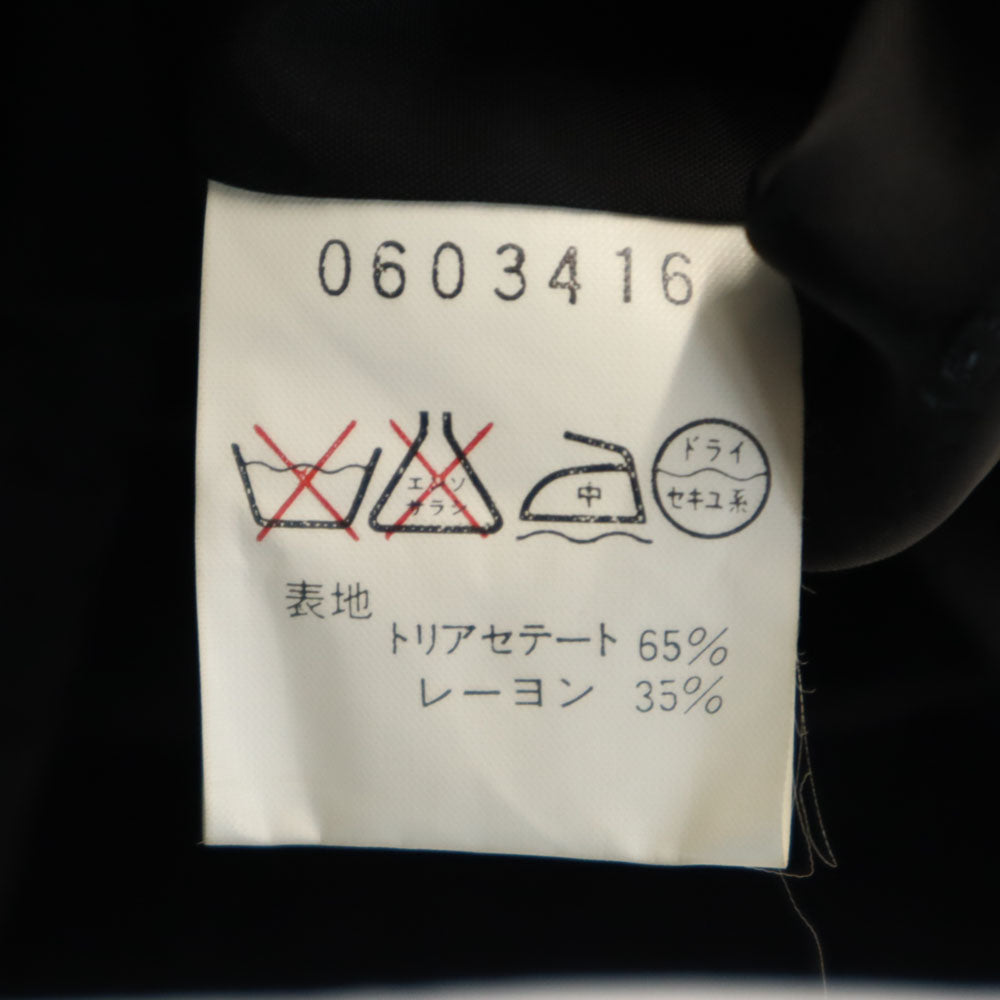 0603416
エンソ
サラシ
中
ドライ
セキユ系
表地
トリアセテート 65%
レーヨン 35%